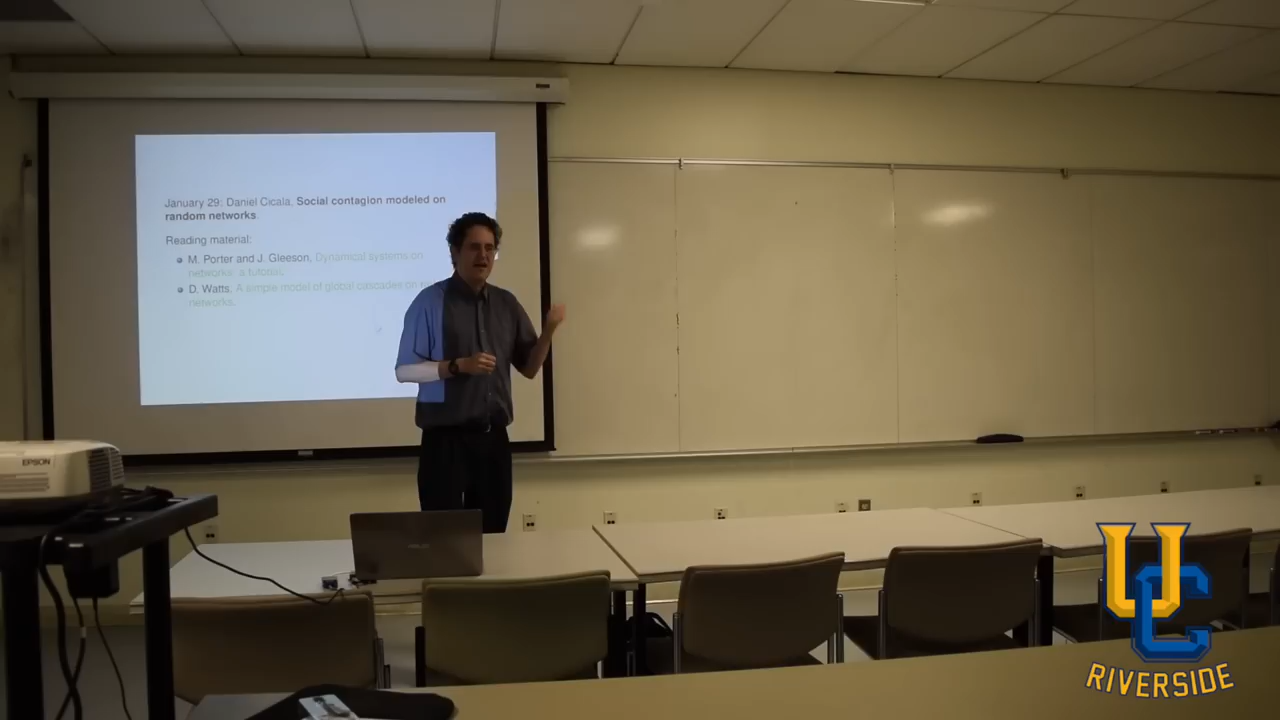 January 29: Daniel Cicala, Social contagion modeled on
random networks.
Reading material:
M. Porter and J. Gleeson, Dynamical systems on
networks: a tutorial.
D. Watts, A simple model of global cascades on
networks.
EPSON
ASUS
UC
RIVERSIDE